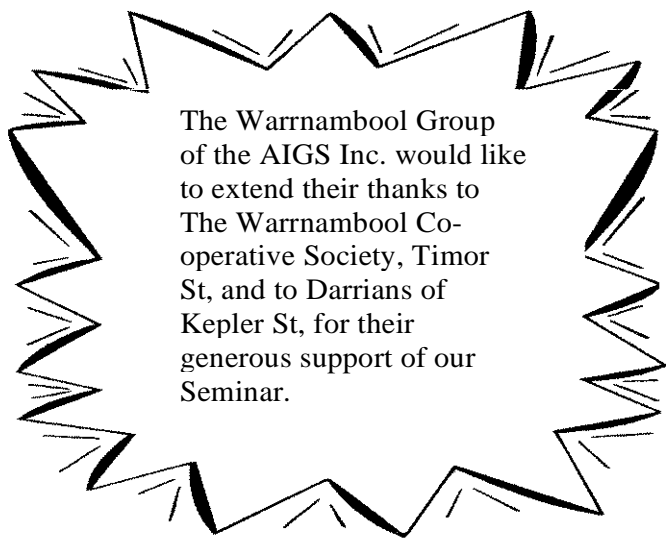 The Warrnambool Group
of the AIGS Inc. would like
to extend their thanks to
The Warrnambool Co-
operative Society, Timor
St, and to Darrians of
Kepler St, for their
generous support of our
Seminar.